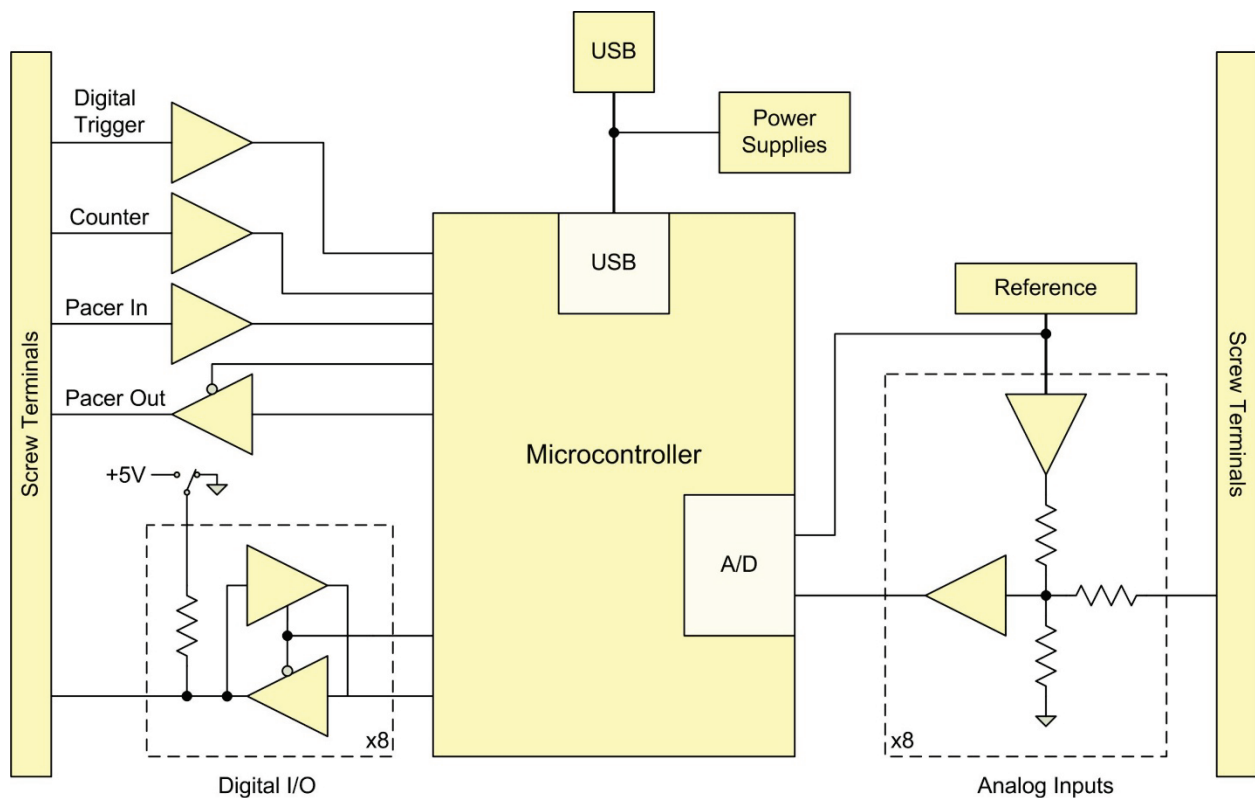 USB
Power
Supplies
Digital
Trigger
Counter
Pacer In
Pacer Out
+5V
Screw Terminals
USB
Microcontroller
A/D
Reference
Screw Terminals
x8
Digital I/O
x8
Analog Inputs